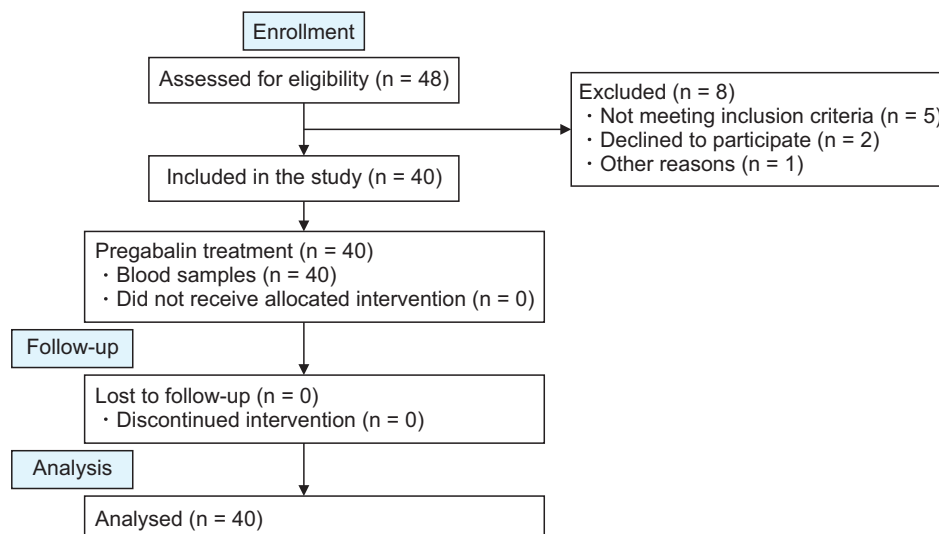 Enrollment
Assessed for eligibility (n = 48)
Excluded (n = 8)
· Not meeting inclusion criteria (n = 5)
· Declined to participate (n = 2)
· Other reasons (n = 1)
Included in the study (n = 40)
Pregabalin treatment (n = 40)
· Blood samples (n = 40)
· Did not receive allocated intervention (n = 0)
Follow-up
Lost to follow-up (n = 0)
· Discontinued intervention (n = 0)
Analysis
Analysed (n = 40)